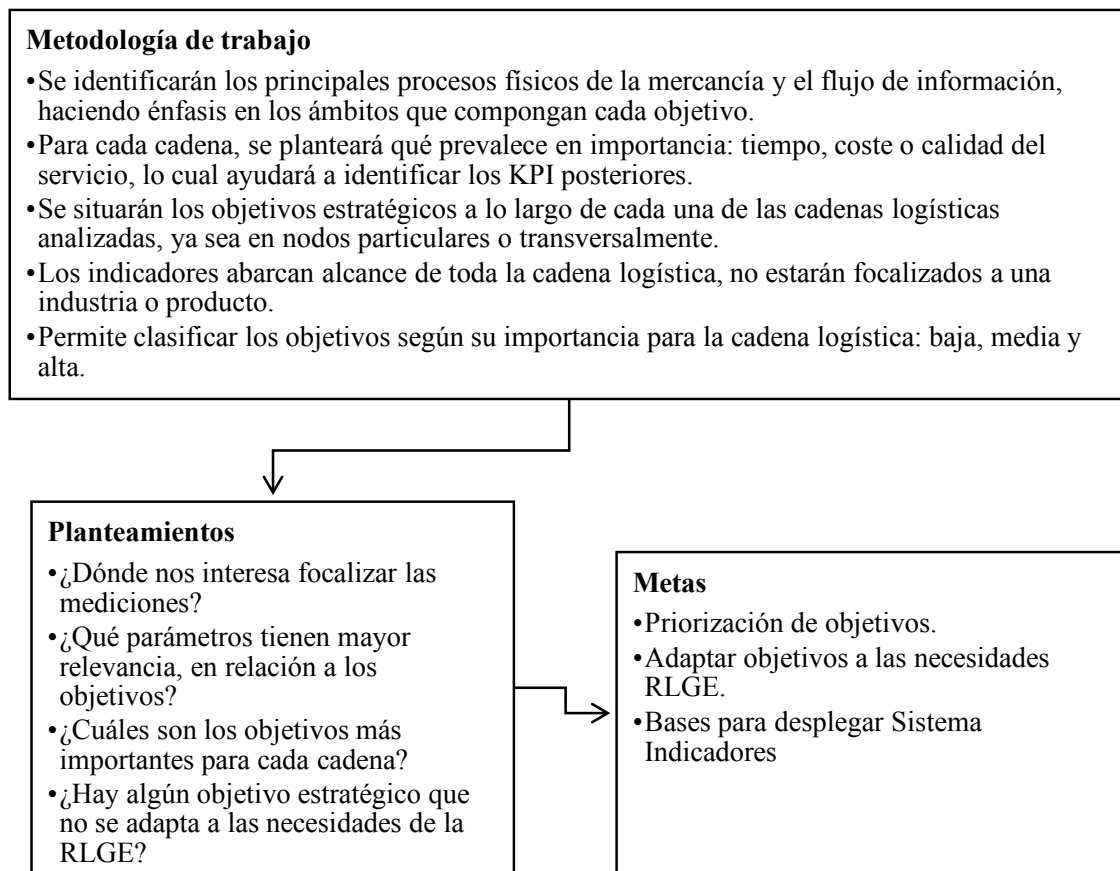 Metodología de trabajo
•Se identificarán los principales procesos físicos de la mercancía y el flujo de información,
haciendo énfasis en los ámbitos que compongan cada objetivo.
•Para cada cadena, se planteará qué prevalece en importancia: tiempo, coste o calidad del
servicio, lo cual ayudará a identificar los KPI posteriores.
•Se situarán los objetivos estratégicos a lo largo de cada una de las cadenas logísticas
analizadas, ya sea en nodos particulares o transversalmente.
•Los indicadores abarcan alcance de toda la cadena logística, no estarán focalizados a una
industria o producto.
•Permite clasificar los objetivos según su importancia para la cadena logística: baja, media y
alta.
Planteamientos
•¿Dónde nos interesa focalizar las
mediciones?
•¿Qué parámetros tienen mayor
relevancia, en relación a los
objetivos?
•¿Cuáles son los objetivos más
importantes para cada cadena?
•¿Hay algún objetivo estratégico que
no se adapta a las necesidades de la
RLGE?
Metas
•Priorización de objetivos.
•Adaptar objetivos a las necesidades
RLGE.
•Bases para desplegar Sistema
Indicadores